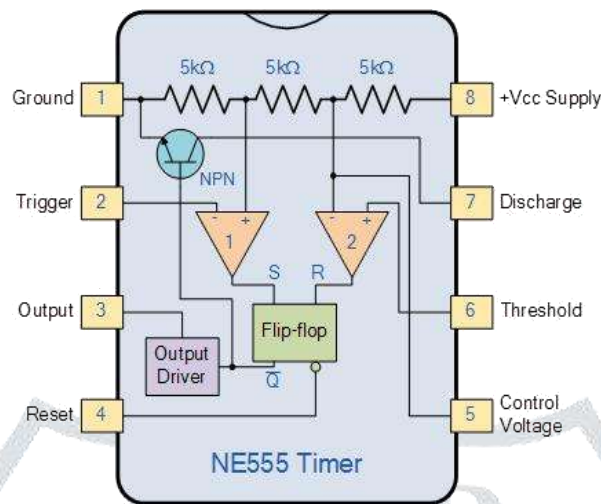 5kΩ 5kΩ 5kΩ
Ground 1
8 +Vcc Supply
NPN
Trigger 2
- +
- +
7 Discharge
1
2
S R
Output 3
6 Threshold
Flip-flop
Output
Driver
Q̅
Reset 4
5 Control
Voltage
NE555 Timer